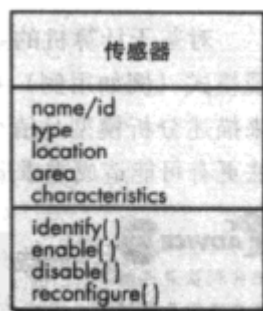 传感器
name/id
type
location
area
characteristics
identify()
enable()
disable()
reconfigure()